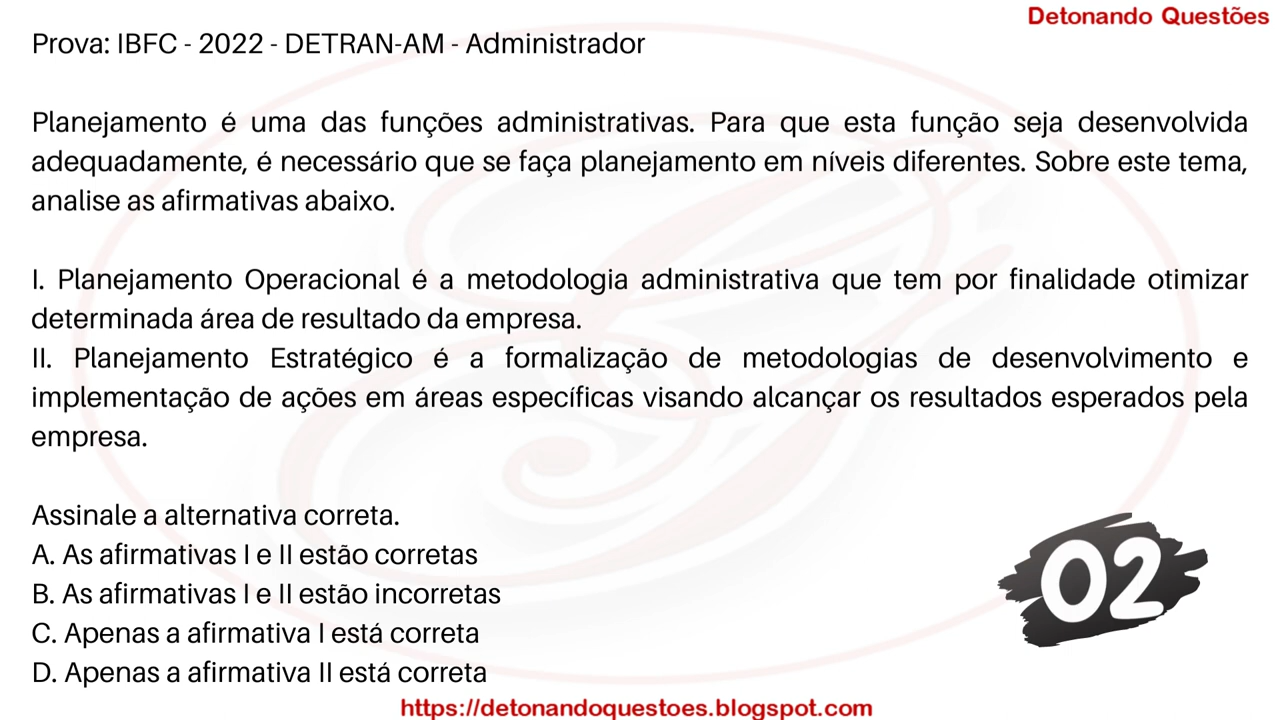 Detonando Questões
Prova: IBFC - 2022 - DETRAN-AM - Administrador
Planejamento é uma das funções administrativas. Para que esta função seja desenvolvida
adequadamente, é necessário que se faça planejamento em níveis diferentes. Sobre este tema,
analise as afirmativas abaixo.
I. Planejamento Operacional é a metodologia administrativa que tem por finalidade otimizar
determinada área de resultado da empresa.
II. Planejamento Estratégico é a formalização de metodologias de desenvolvimento e
implementação de ações em áreas específicas visando alcançar os resultados esperados pela
empresa.
Assinale a alternativa correta.
A. As afirmativas I e II estão corretas
B. As afirmativas I e II estão incorretas
C. Apenas a afirmativa I está correta
D. Apenas a afirmativa II está correta
02
https://detonandoquestoes.blogspot.com